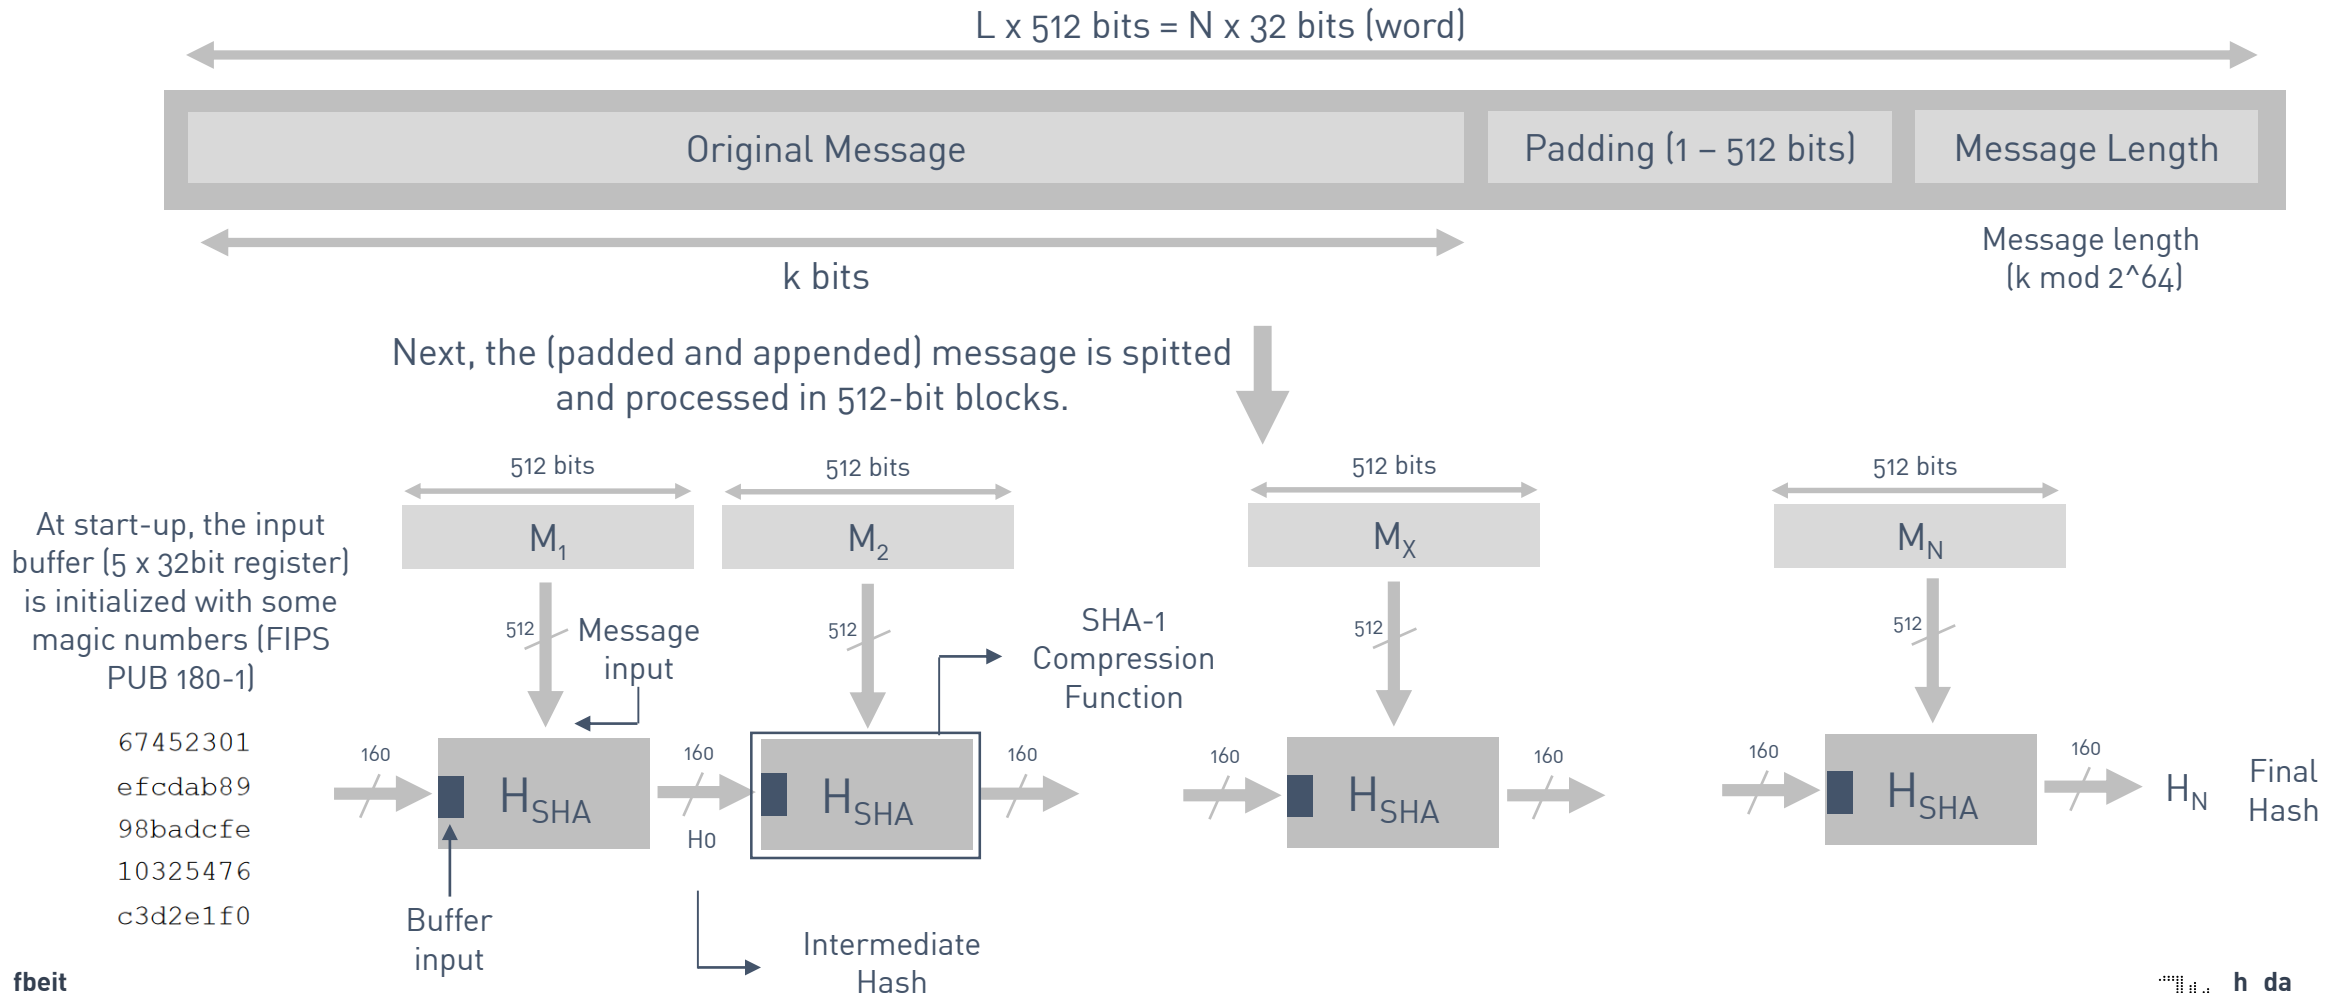 L x 512 bits = N x 32 bits (word)
Original Message
Padding (1 – 512 bits)
Message Length
k bits
Message length
(k mod 2^64)
Next, the (padded and appended) message is spitted
and processed in 512-bit blocks.
512 bits
512 bits
512 bits
512 bits
M1
M2
MX
MN
At start-up, the input
buffer (5 x 32bit register)
is initialized with some
magic numbers (FIPS
PUB 180-1)
512
Message
input
512
SHA-1
Compression
Function
512
512
67452301
efcdab89
98badcfe
10325476
c3d2e1f0
160
HSHA
160
H0
HSHA
160
160
HSHA
160
160
HSHA
160
HN
Final
Hash
Buffer
input
Intermediate
Hash
fbeit
h da